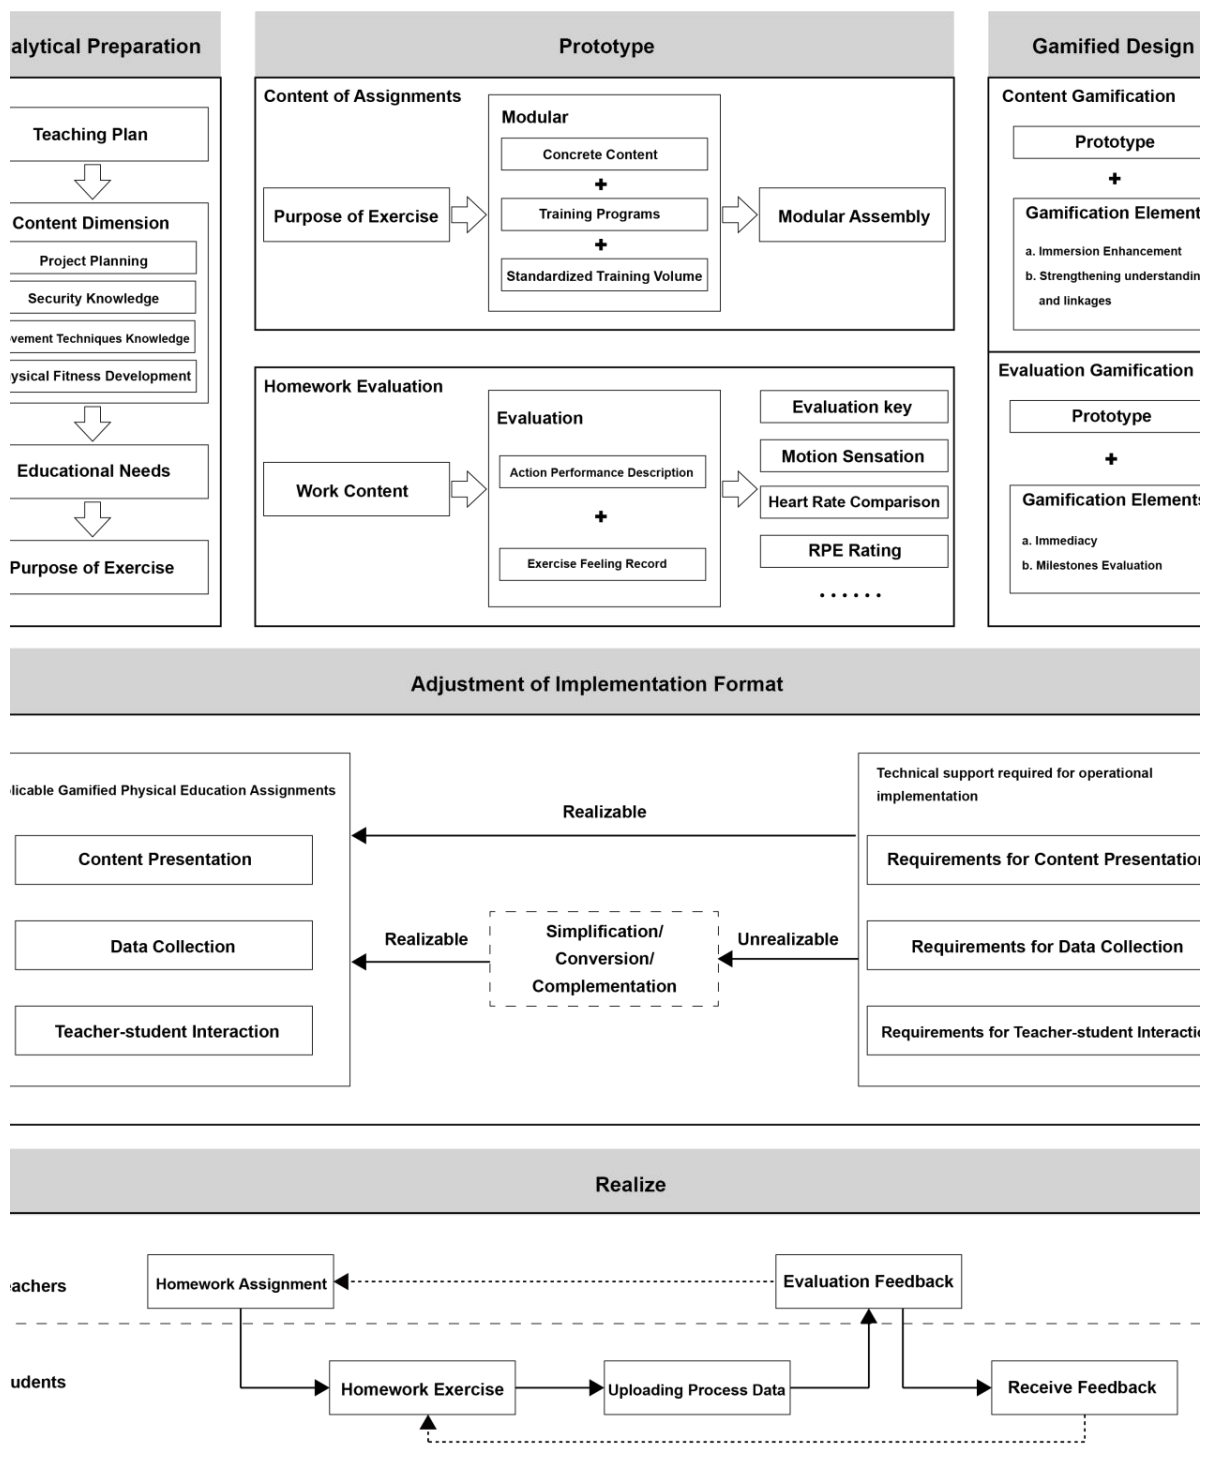 alytical Preparation
Teaching Plan
Content Dimension
Project Planning
Security Knowledge
vement Techniques Knowledge
ysical Fitness Development
Educational Needs
Purpose of Exercise
Prototype
Content of Assignments
Purpose of Exercise
Modular
Concrete Content
+
Training Programs
+
Standardized Training Volume
Modular Assembly
Homework Evaluation
Work Content
Evaluation
Action Performance Description
+
Exercise Feeling Record
Evaluation key
Motion Sensation
Heart Rate Comparison
RPE Rating
......
Gamified Design
Content Gamification
Prototype
+
Gamification Element
a. Immersion Enhancement
b. Strengthening understandin
and linkages
Evaluation Gamification
Prototype
+
Gamification Elements
a. Immediacy
b. Milestones Evaluation
Adjustment of Implementation Format
licable Gamified Physical Education Assignments
Content Presentation
Data Collection
Teacher-student Interaction
Realizable
Realizable
Simplification/
Conversion/
Complementation
Unrealizable
Technical support required for operational
implementation
Requirements for Content Presentation
Requirements for Data Collection
Requirements for Teacher-student Interactio
Realize
eachers
Homework Assignment
Evaluation Feedback
udents
Homework Exercise
Uploading Process Data
Receive Feedback